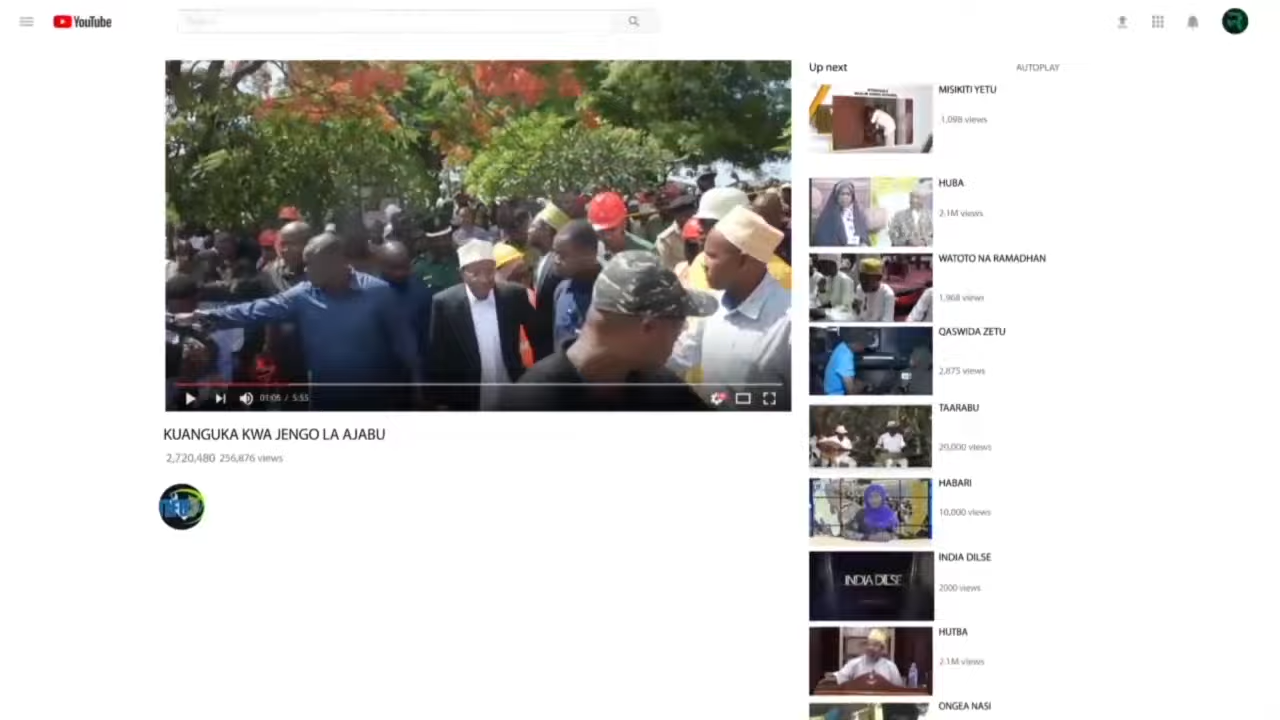 YouTube
Search
01:06 / 5:55
KUANGUKA KWA JENGO LA AJABU
2,720,480 256,876 views
NEWS
Up next
AUTOPLAY
MISIKITI YETU
1,098 views
HUBA
2.1M views
WATOTO NA RAMADHAN
1,968 views
QASWIDA ZETU
2,875 views
TAARABU
20,000 views
HABARI
10,000 views
INDIA DILSE
INDIA DILSE
2000 views
HUTBA
2.1M views
ONGEA NASI